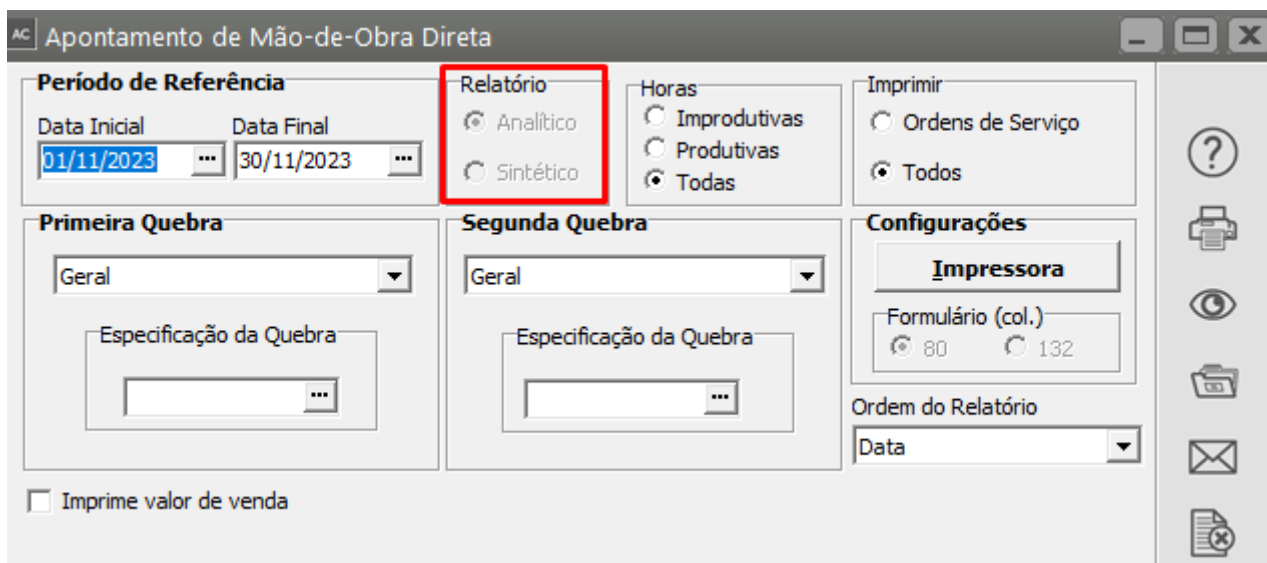 AC Apontamento de Mão-de-Obra Direta
Período de Referência
Data Inicial Data Final
01/11/2023 ... 30/11/2023 ...
Relatório
Analítico
Sintético
Horas
Improdutivas
Produtivas
Todas
Imprimir
Ordens de Serviço
Todos
Primeira Quebra
Geral
Especificação da Quebra
...
Segunda Quebra
Geral
Especificação da Quebra
...
Configurações
Impressora
Formulário (col.)
80 132
Ordem do Relatório
Data
Imprime valor de venda